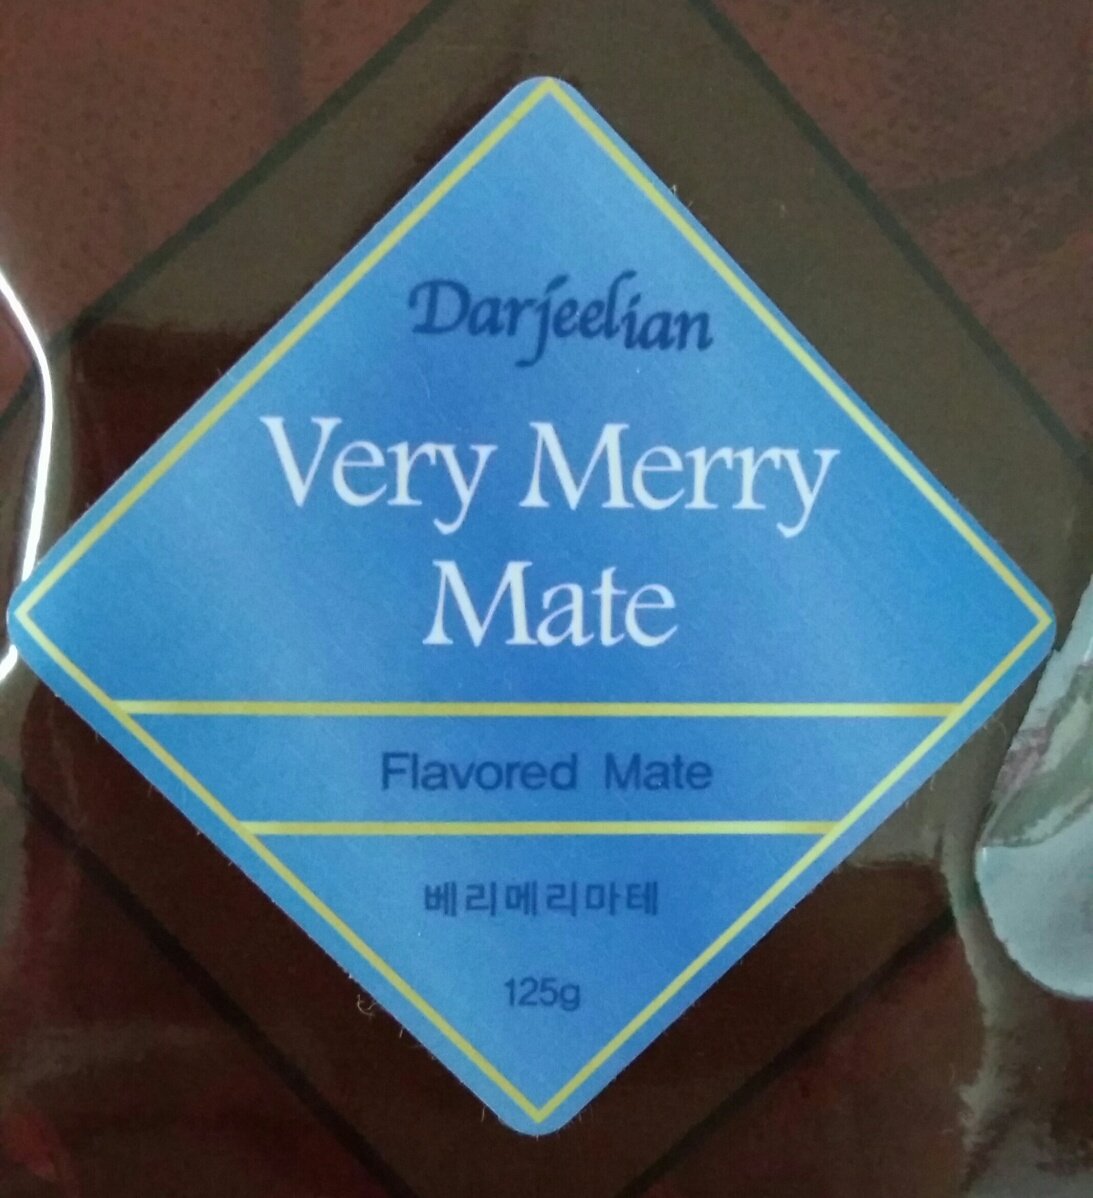 Darjeelian
Very Merry
Mate
Flavored Mate
베리메리마테
125g